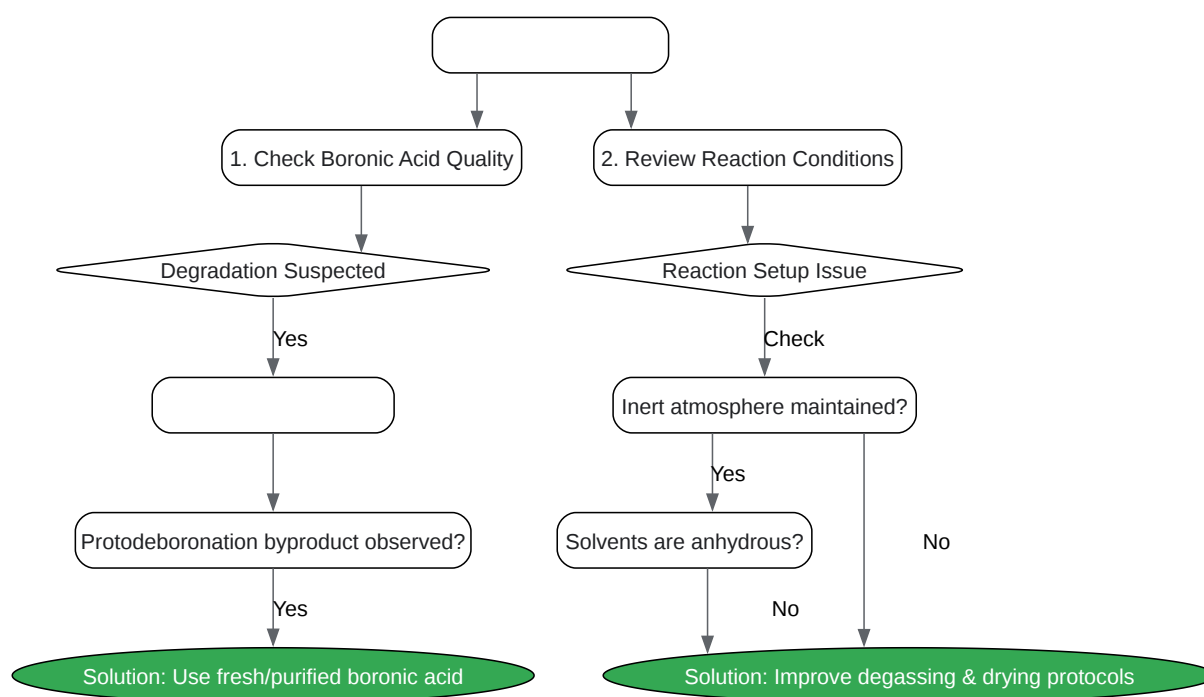 1. Check Boronic Acid Quality
2. Review Reaction Conditions
Degradation Suspected
Reaction Setup Issue
Yes
Check
Inert atmosphere maintained?
Yes
Protodeboronation byproduct observed?
Solvents are anhydrous?
No
Yes
No
Solution: Use fresh/purified boronic acid
Solution: Improve degassing & drying protocols